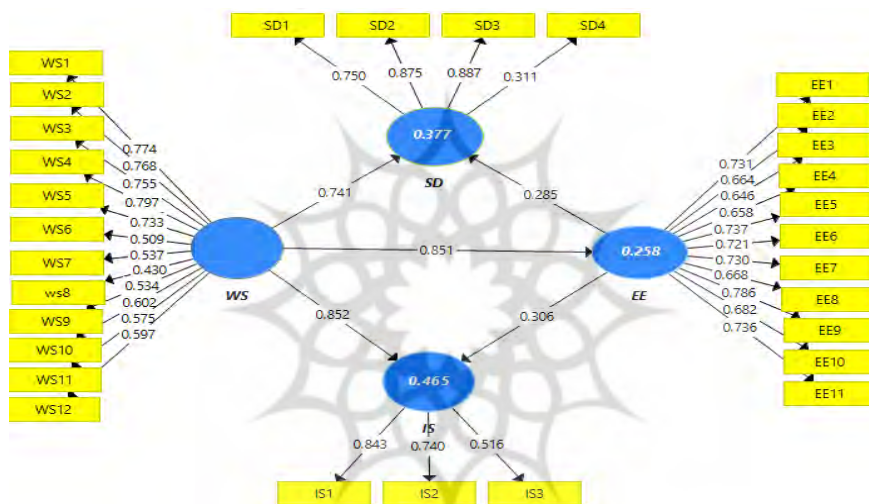 SD1
SD2
SD3
SD4
0.750
0.875
0.887
0.311
0.377
SD
WS1
WS2
WS3
WS4
WS5
WS6
WS7
ws8
WS9
WS10
WS11
WS12
0.774
0.768
0.755
0.797
0.733
0.509
0.537
0.430
0.534
0.602
0.575
0.597
WS
0.741
0.285
0.851
0.852
0.306
0.258
EE
0.731
0.664
0.646
0.658
0.737
0.721
0.730
0.668
0.786
0.682
0.736
EE1
EE2
EE3
EE4
EE5
EE6
EE7
EE8
EE9
EE10
EE11
0.465
IS
0.843
0.740
0.516
IS1
IS2
IS3